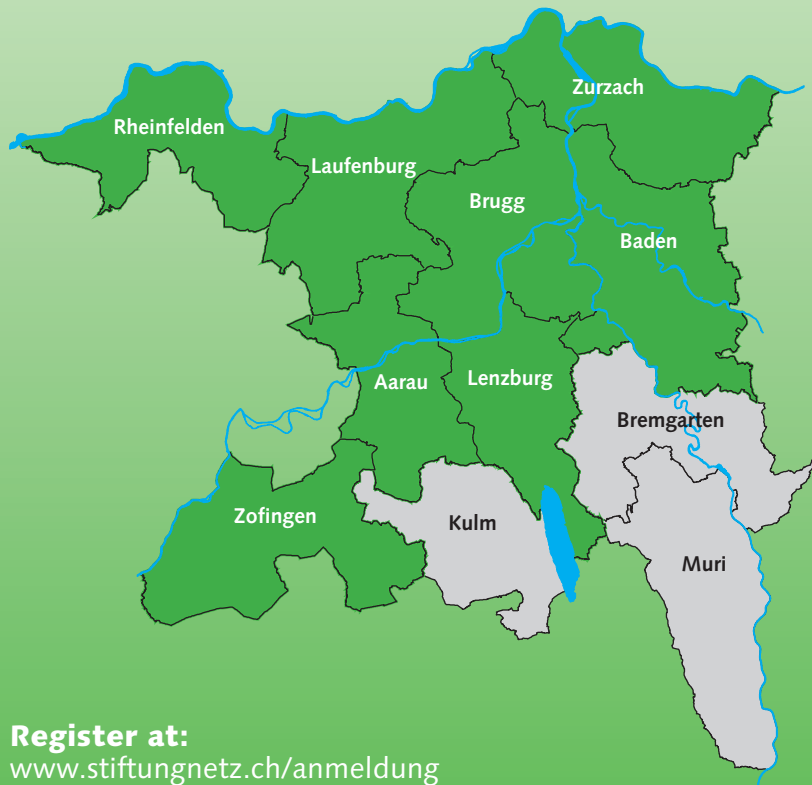 Zurzach
Rheinfelden
Laufenburg
Brugg
Baden
Aarau
Lenzburg
Bremgarten
Zofingen
Kulm
Muri
Register at:
www.stiftungnetz.ch/anmeldung